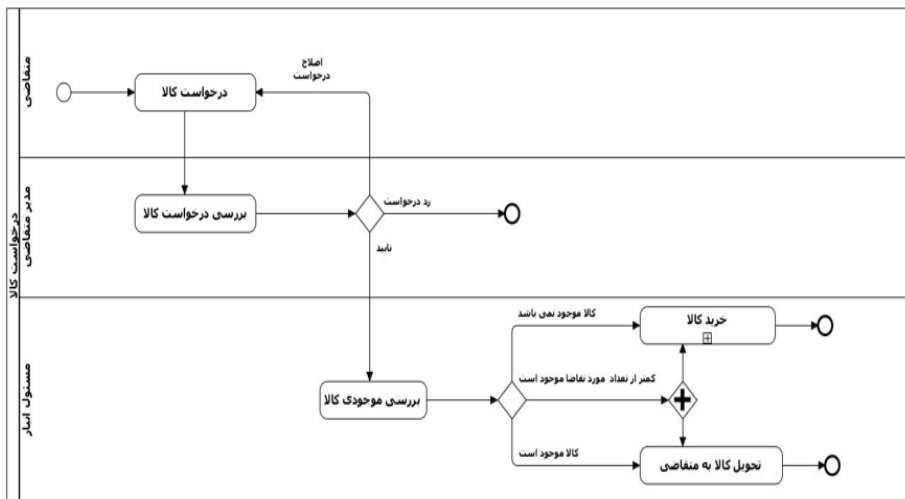 درخواست کالا
متقاضی
درخواست کالا
اصلاح
درخواست
مدیر متقاضی
بررسی درخواست کالا
رد درخواست
تایید
مسئول انبار
بررسی موجودی کالا
کالا موجود نمی باشد
خرید کالا
کمتر از تعداد مورد تقاضا موجود است
کالا موجود است
تحویل کالا به متقاضی